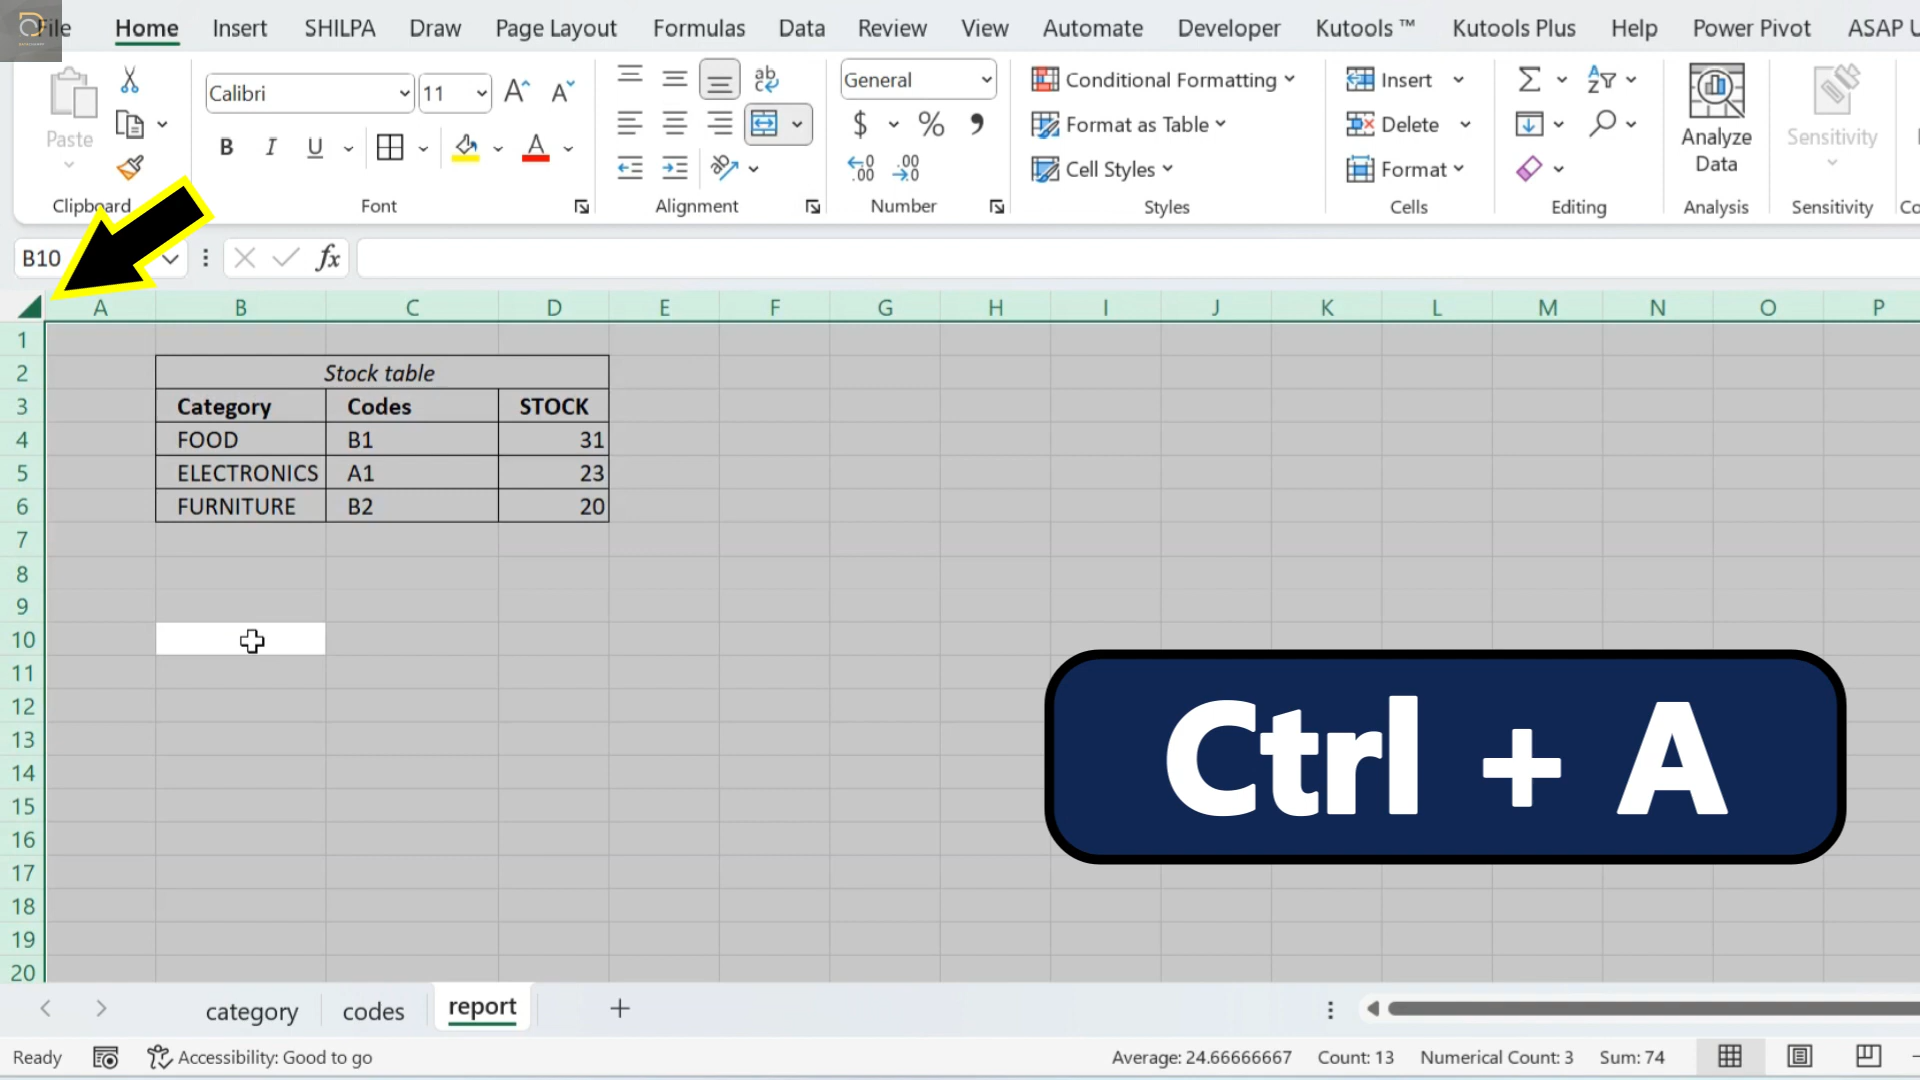 File Home Insert SHILPA Draw Page Layout Formulas Data Review View Automate Developer Kutools ™ Kutools Plus Help Power Pivot ASAP U
Paste
Calibri 11
General
Conditional Formatting
Format as Table
Cell Styles
Insert
Delete
Format
Analyze
Data
Sensitivity
Clipboard Font Alignment Number Styles Cells Editing Analysis Sensitivity Co
B10 fx
A B C D E F G H I J K L M N O P
1
2 Stock table
3 Category Codes STOCK
4 FOOD B1 31
5 ELECTRONICS A1 23
6 FURNITURE B2 20
7
8
9
10
11
12
13
14
15
16
17
18
19
20
Ctrl + A
category codes report
Ready Accessibility: Good to go Average: 24.66666667 Count: 13 Numerical Count: 3 Sum: 74